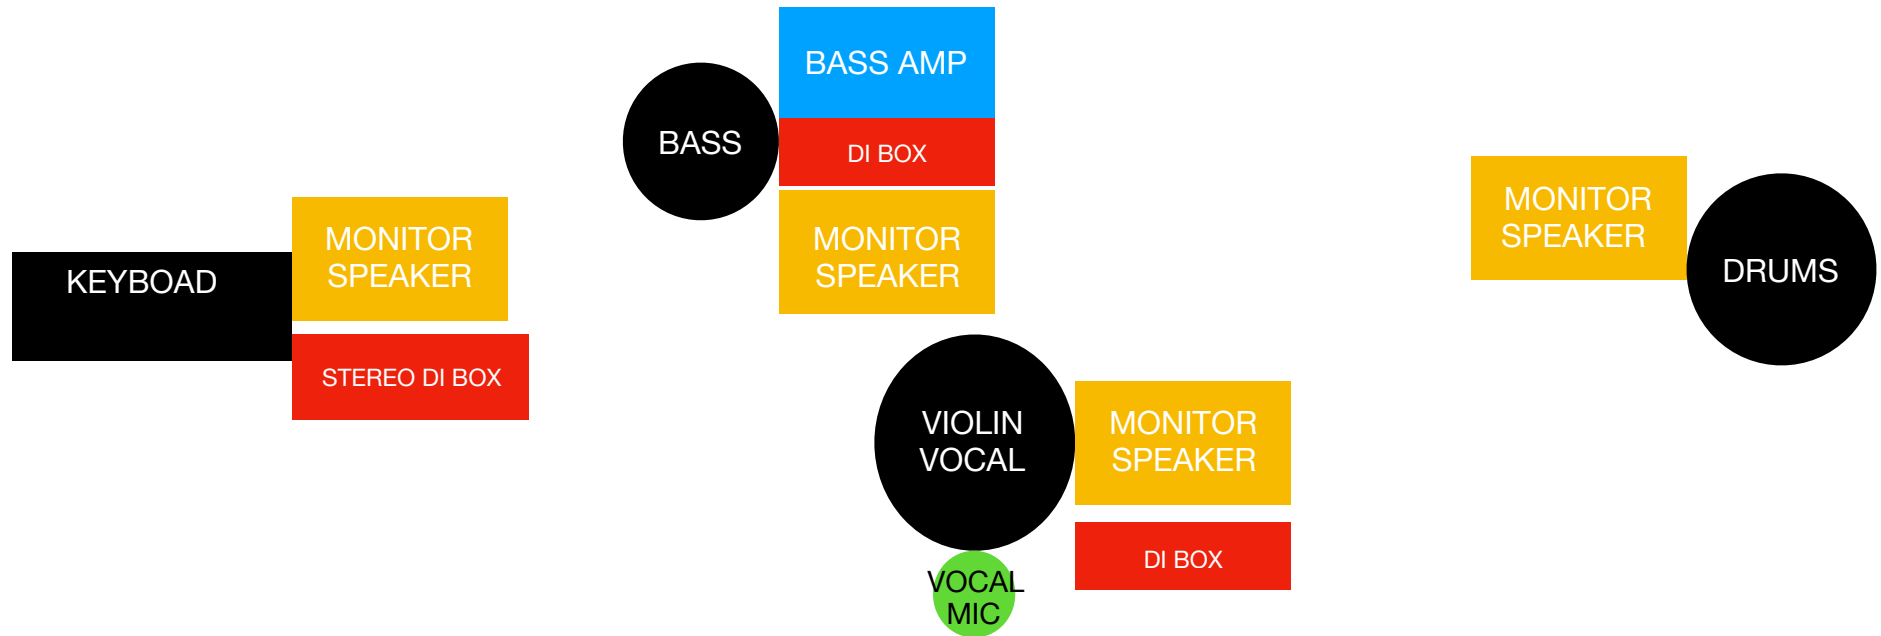 BASS AMP
BASS
DI BOX
MONITOR
SPEAKER
MONITOR
SPEAKER
MONITOR
SPEAKER
KEYBOAD
DRUMS
STEREO DI BOX
VIOLIN
VOCAL
MONITOR
SPEAKER
DI BOX
VOCAL
MIC